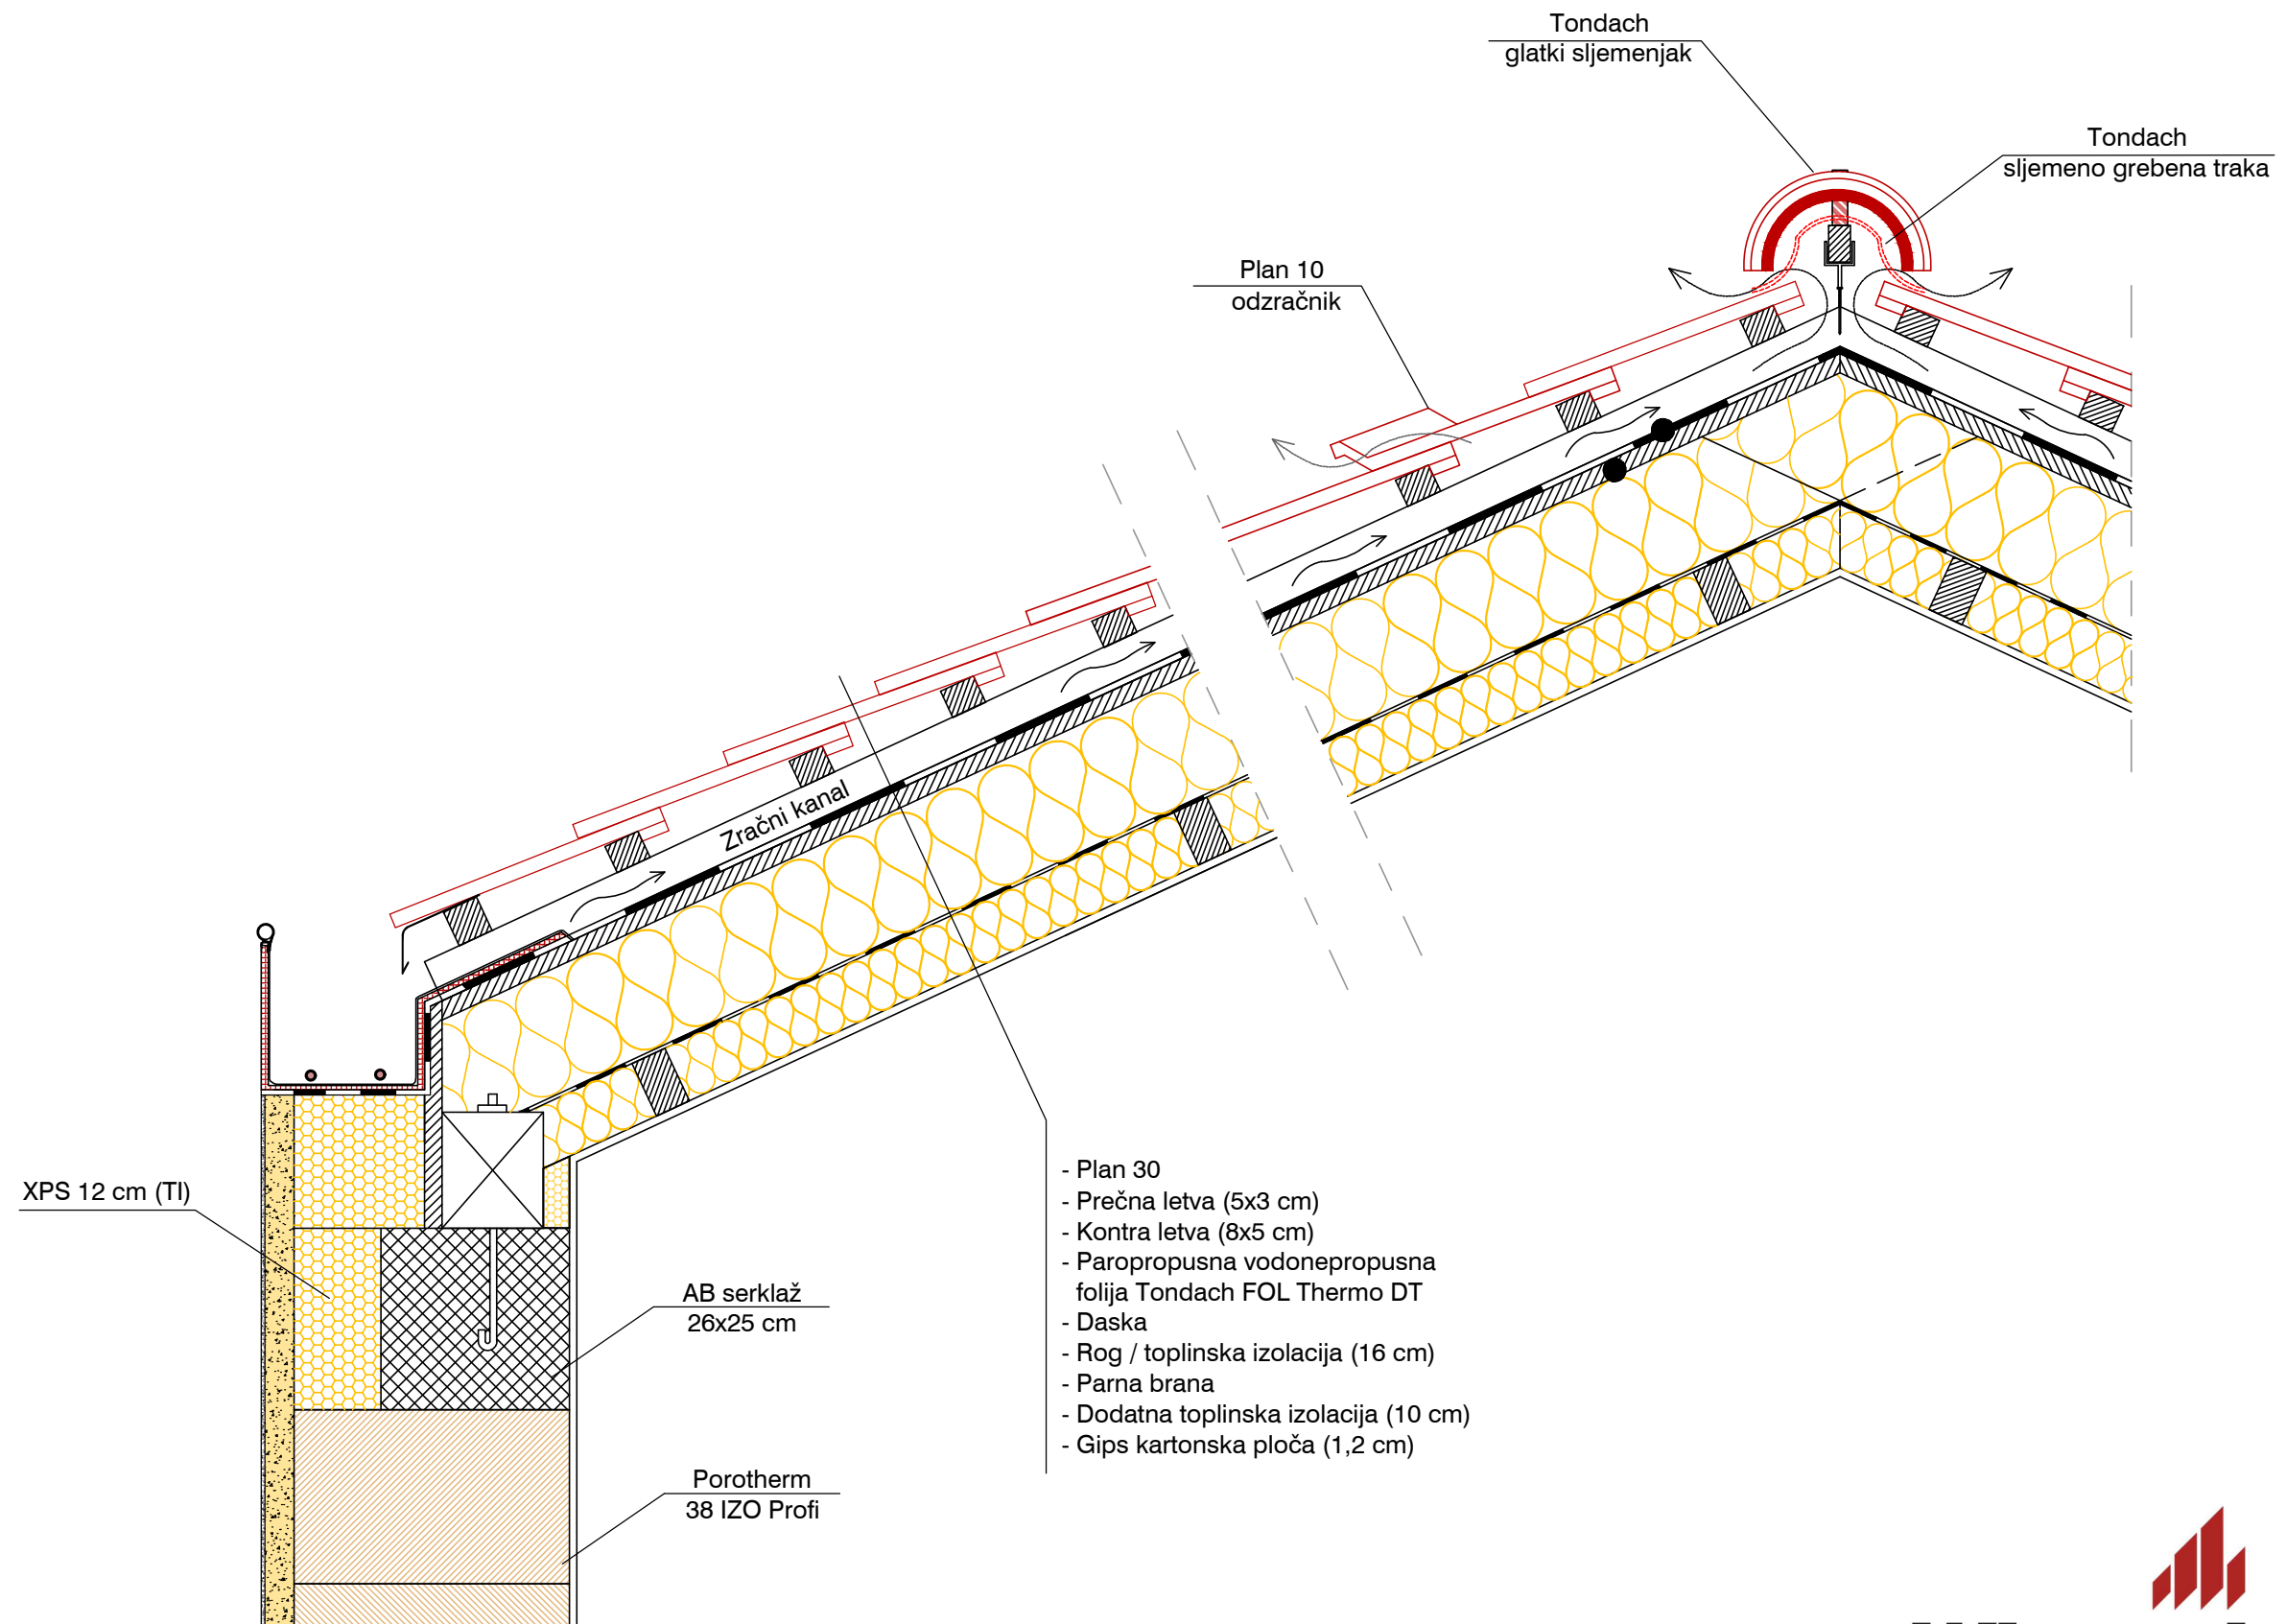 Tondach
glatki sljemenjak
Tondach
sljemeno grebena traka
Plan 10
odzračnik
Zračni kanal
XPS 12 cm (TI)
AB serklaž
26x25 cm
Porotherm
38 IZO Profi
- Plan 30
- Prečna letva (5x3 cm)
- Kontra letva (8x5 cm)
- Paropropusna vodonepropusna
folija Tondach FOL Thermo DT
- Daska
- Rog / toplinska izolacija (16 cm)
- Parna brana
- Dodatna toplinska izolacija (10 cm)
- Gips kartonska ploča (1,2 cm)